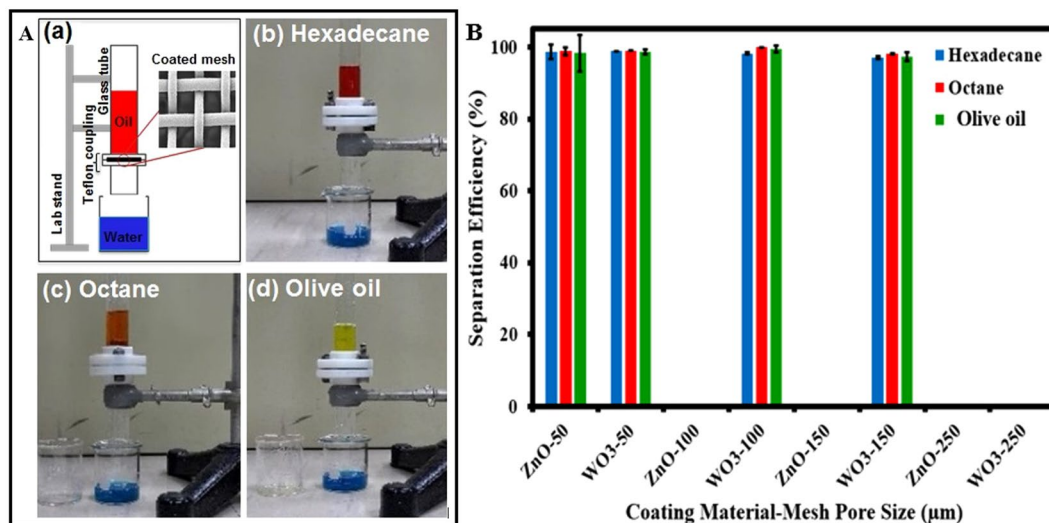 A
(a)
Glass tube
Coated mesh
Oil
Teflon coupling
Lab stand
Water
(b) Hexadecane
(c) Octane
(d) Olive oil
B
Separation Efficiency (%)
100
80
60
40
20
0
Hexadecane
Octane
Olive oil
ZnO-50
WO3-50
ZnO-100
WO3-100
ZnO-150
WO3-150
ZnO-250
WO3-250
Coating Material-Mesh Pore Size (µm)